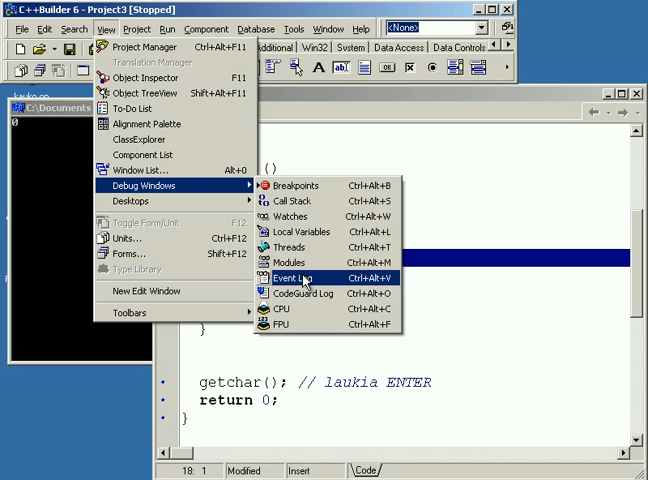 C++Builder 6 - Project3 [Stopped]
File Edit Search View Project Run Component Database Tools Window Help <None>
Additional Win32 System Data Access Data Controls
C:\Documents
0
Project Manager Ctrl+Alt+F11
Translation Manager
Object Inspector F11
Object TreeView Shift+Alt+F11
To-Do List
Alignment Palette
ClassExplorer
Component List
Window List... Alt+0
Debug Windows
Desktops
Toggle Form/Unit F12
Units... Ctrl+F12
Forms... Shift+F12
Type Library
New Edit Window
Toolbars
Breakpoints Ctrl+Alt+B
Call Stack Ctrl+Alt+S
Watches Ctrl+Alt+W
Local Variables Ctrl+Alt+L
Threads Ctrl+Alt+T
Modules Ctrl+Alt+M
Event Log Ctrl+Alt+V
CodeGuard Log Ctrl+Alt+O
CPU Ctrl+Alt+C
FPU Ctrl+Alt+F
()
}
getchar(); // laukia ENTER
return 0;
}
18: 1 Modified Insert Code